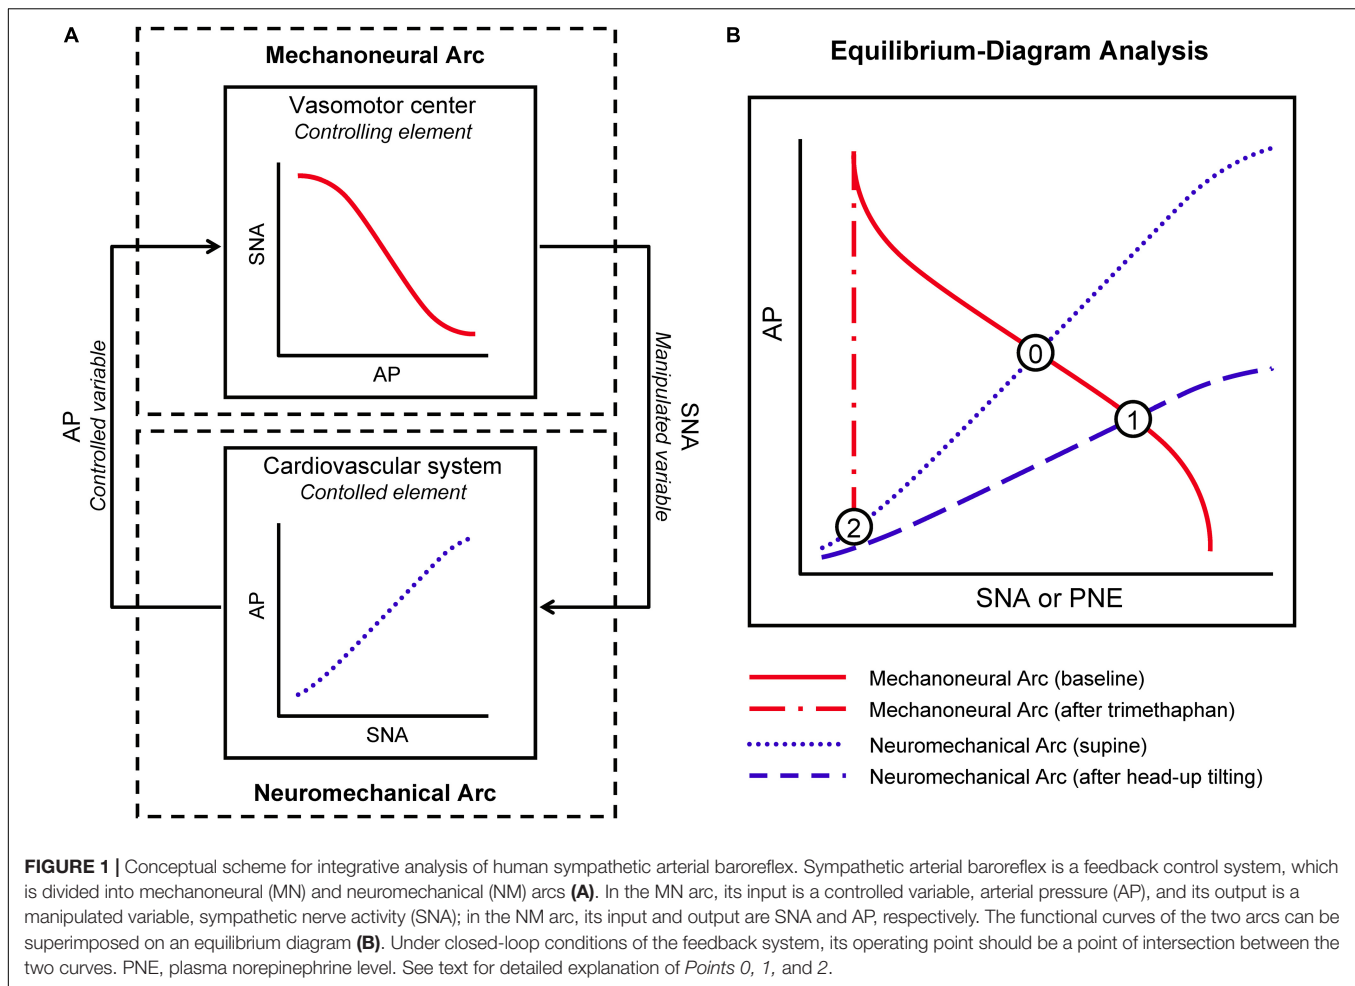 A
Mechanoneural Arc
Vasomotor center
Controlling element
SNA
AP
AP
Controlled variable
Manipulated variable
SNA
Cardiovascular system
Contolled element
AP
SNA
Neuromechanical Arc
B
Equilibrium-Diagram Analysis
AP
0
1
2
SNA or PNE
Mechanoneural Arc (baseline)
Mechanoneural Arc (after trimethaphan)
Neuromechanical Arc (supine)
Neuromechanical Arc (after head-up tilting)
FIGURE 1 | Conceptual scheme for integrative analysis of human sympathetic arterial baroreflex. Sympathetic arterial baroreflex is a feedback control system, which
is divided into mechanoneural (MN) and neuromechanical (NM) arcs (A). In the MN arc, its input is a controlled variable, arterial pressure (AP), and its output is a
manipulated variable, sympathetic nerve activity (SNA); in the NM arc, its input and output are SNA and AP, respectively. The functional curves of the two arcs can be
superimposed on an equilibrium diagram (B). Under closed-loop conditions of the feedback system, its operating point should be a point of intersection between the
two curves. PNE, plasma norepinephrine level. See text for detailed explanation of Points 0, 1, and 2.